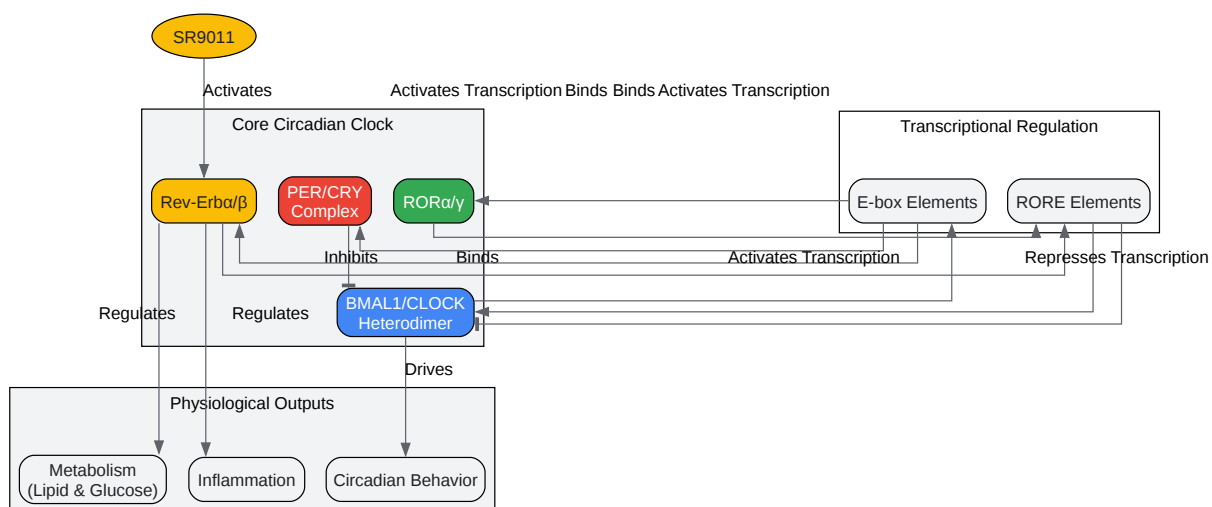 SR9011
Activates
Activates Transcription Binds Binds Activates Transcription
Core Circadian Clock
Transcriptional Regulation
Rev-Erbα/β
PER/CRY
Complex
RORα/γ
E-box Elements
RORE Elements
Inhibits
Binds
Activates Transcription
Represses Transcription
BMAL1/CLOCK
Heterodimer
Regulates
Regulates
Drives
Physiological Outputs
Metabolism
(Lipid & Glucose)
Inflammation
Circadian Behavior